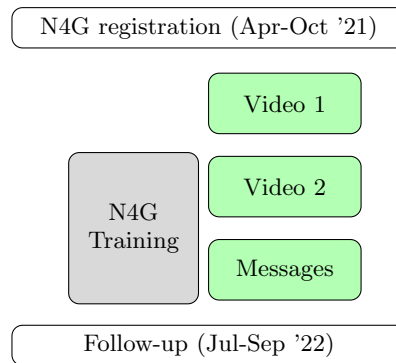 N4G registration (Apr-Oct '21)
Video 1
Video 2
N4G
Training
Messages
Follow-up (Jul-Sep '22)